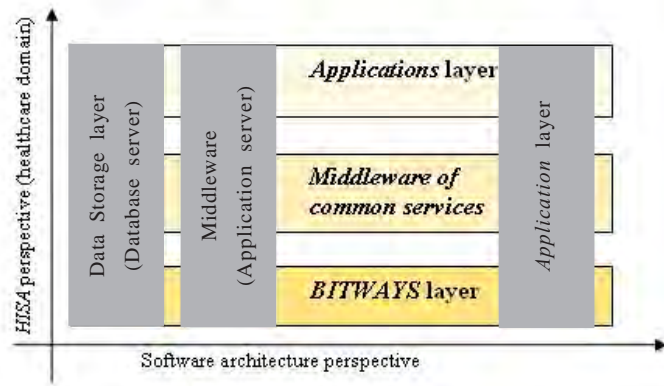 HISA perspective (healthcare domain)
Data Storage layer
(Database server)
Middleware
(Application server)
Applications layer
Middleware of
common services
BITWAYS layer
Application layer
Software architecture perspective